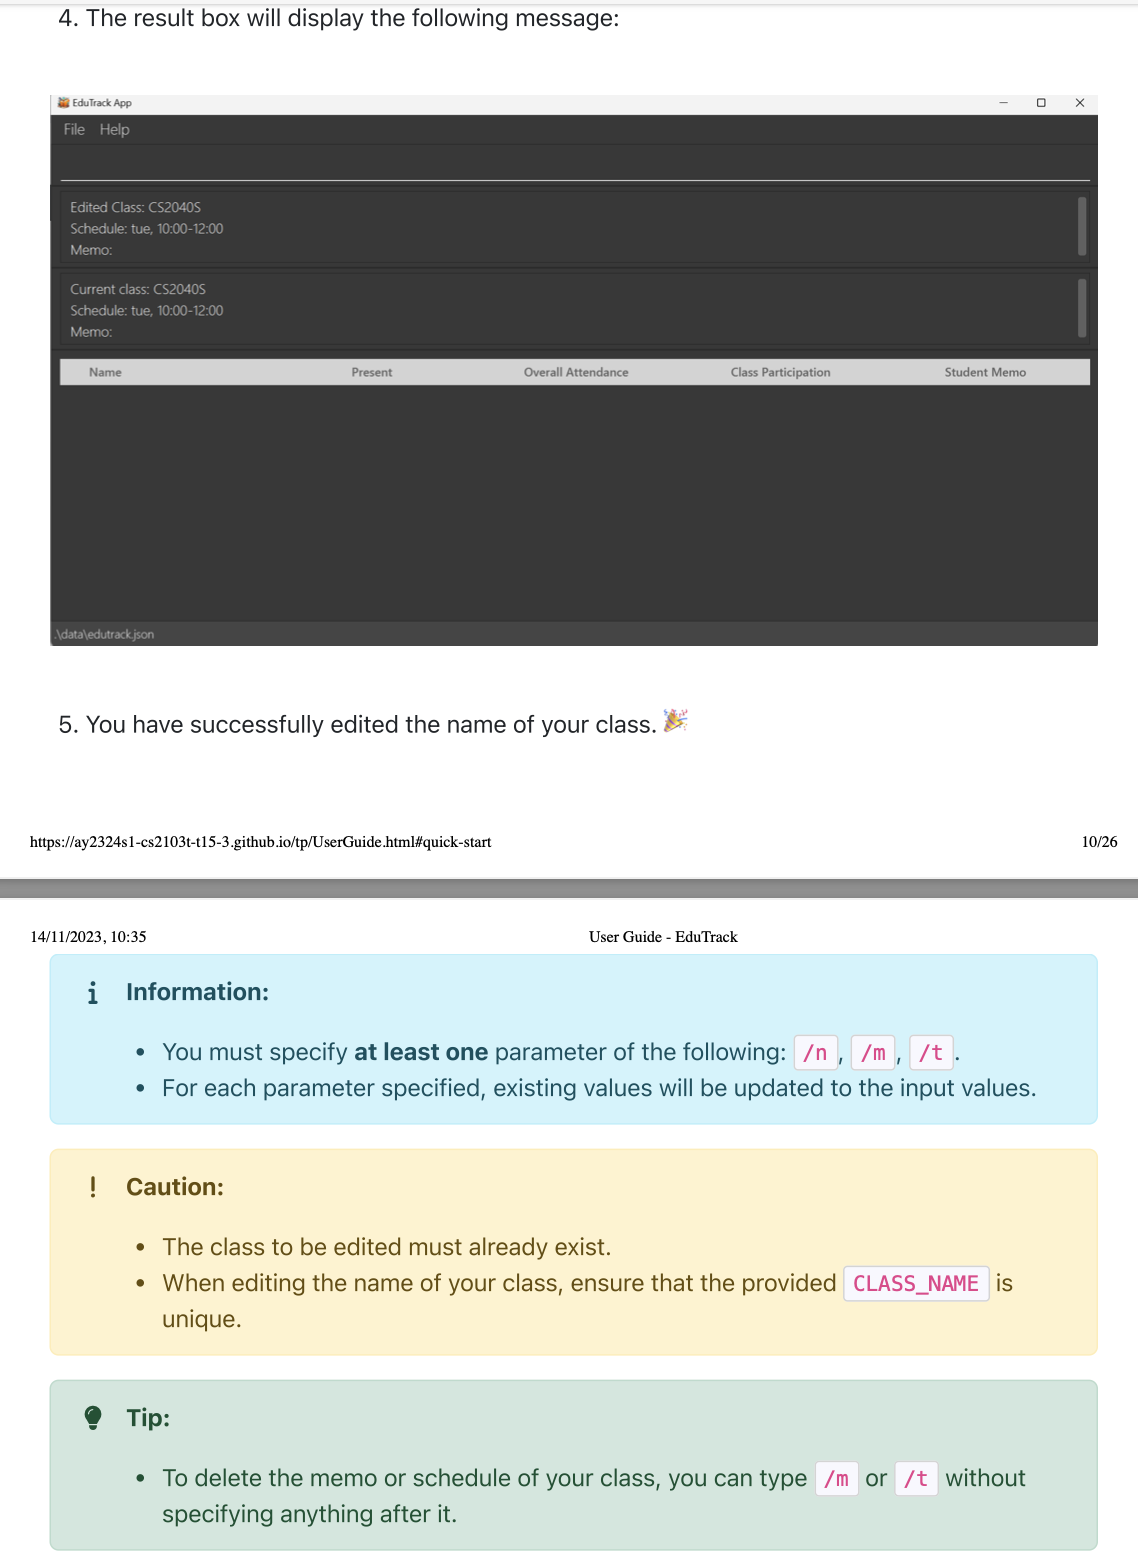 4. The result box will display the following message:
EduTrack App
File Help
Edited Class: CS2040S
Schedule: tue, 10:00-12:00
Memo:
Current class: CS2040S
Schedule: tue, 10:00-12:00
Memo:
Name Present Overall Attendance Class Participation Student Memo
.\data\edutrack.json
5. You have successfully edited the name of your class. 🎉
https://ay2324s1-cs2103t-t15-3.github.io/tp/UserGuide.html#quick-start 10/26
14/11/2023, 10:35 User Guide - EduTrack
Information:
• You must specify at least one parameter of the following: /n, /m, /t.
• For each parameter specified, existing values will be updated to the input values.
Caution:
• The class to be edited must already exist.
• When editing the name of your class, ensure that the provided CLASS_NAME is
unique.
Tip:
• To delete the memo or schedule of your class, you can type /m or /t without
specifying anything after it.